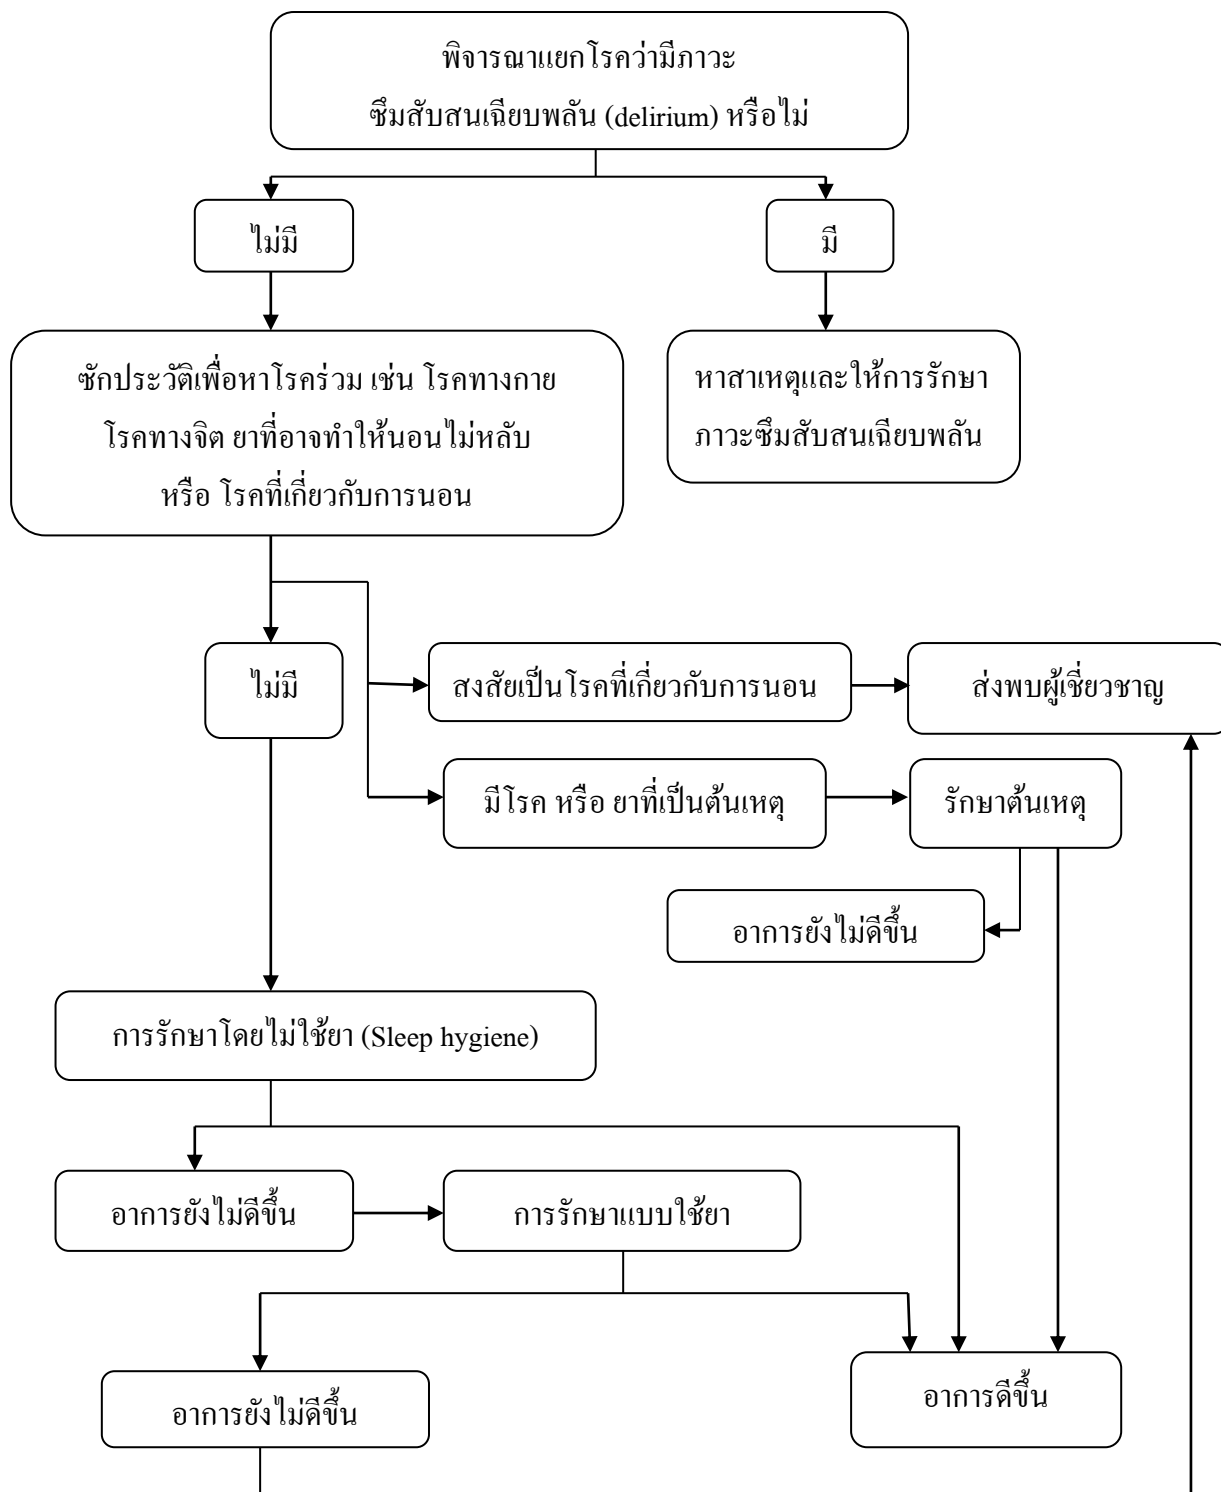 พิจารณาแยกโรคว่ามีภาวะ
ซึมสับสนเฉียบพลัน (delirium) หรือไม่
ไม่มี
มี
ซักประวัติเพื่อหาโรคร่วม เช่น โรคทางกาย
โรคทางจิต ยาที่อาจทำให้นอนไม่หลับ
หรือ โรคที่เกี่ยวกับการนอน
หาสาเหตุและให้การรักษา
ภาวะซึมสับสนเฉียบพลัน
ไม่มี
สงสัยเป็นโรคที่เกี่ยวกับการนอน
ส่งพบผู้เชี่ยวชาญ
มีโรค หรือ ยาที่เป็นต้นเหตุ
รักษาต้นเหตุ
อาการยังไม่ดีขึ้น
การรักษาโดยไม่ใช้ยา (Sleep hygiene)
อาการยังไม่ดีขึ้น
การรักษาแบบใช้ยา
อาการยังไม่ดีขึ้น
อาการดีขึ้น